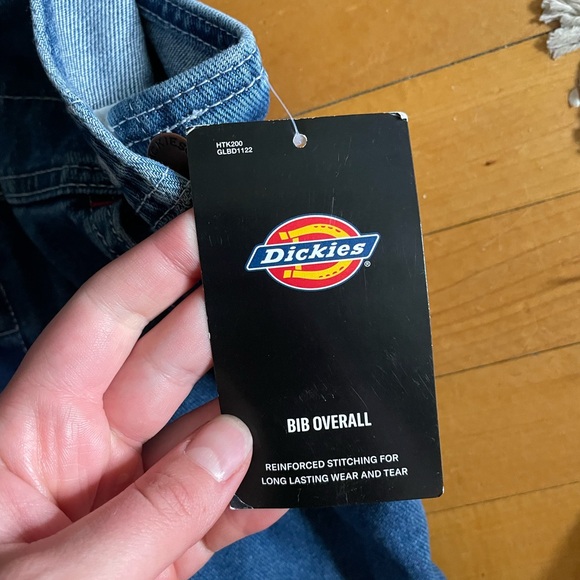 HTK200
GLBD1122
Dickies®
BIB OVERALL
REINFORCED STITCHING FOR
LONG LASTING WEAR AND TEAR